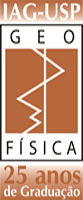 IAG-USP
GEO
FÍSICA
25 anos
de Graduação